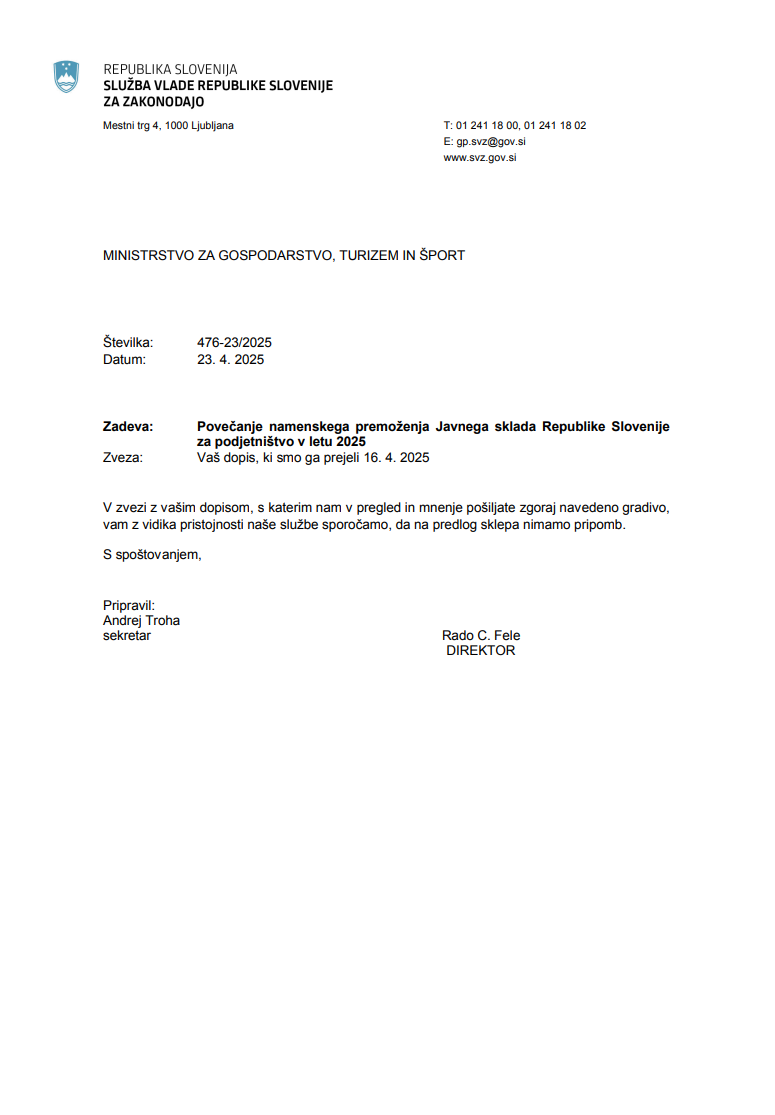 REPUBLIKA SLOVENIJA
SLUŽBA VLADE REPUBLIKE SLOVENIJE
ZA ZAKONODAJO
Mestni trg 4, 1000 Ljubljana
T: 01 241 18 00, 01 241 18 02
E: gp.svz@gov.si
www.svz.gov.si
MINISTRSTVO ZA GOSPODARSTVO, TURIZEM IN ŠPORT
Številka: 476-23/2025
Datum: 23. 4. 2025
Zadeva: Povečanje namenskega premoženja Javnega sklada Republike Slovenije
za podjetništvo v letu 2025
Zveza: Vaš dopis, ki smo ga prejeli 16. 4. 2025
V zvezi z vašim dopisom, s katerim nam v pregled in mnenje pošiljate zgoraj navedeno gradivo,
vam z vidika pristojnosti naše službe sporočamo, da na predlog sklepa nimamo pripomb.
S spoštovanjem,
Pripravil:
Andrej Troha
sekretar
Rado C. Fele
DIREKTOR